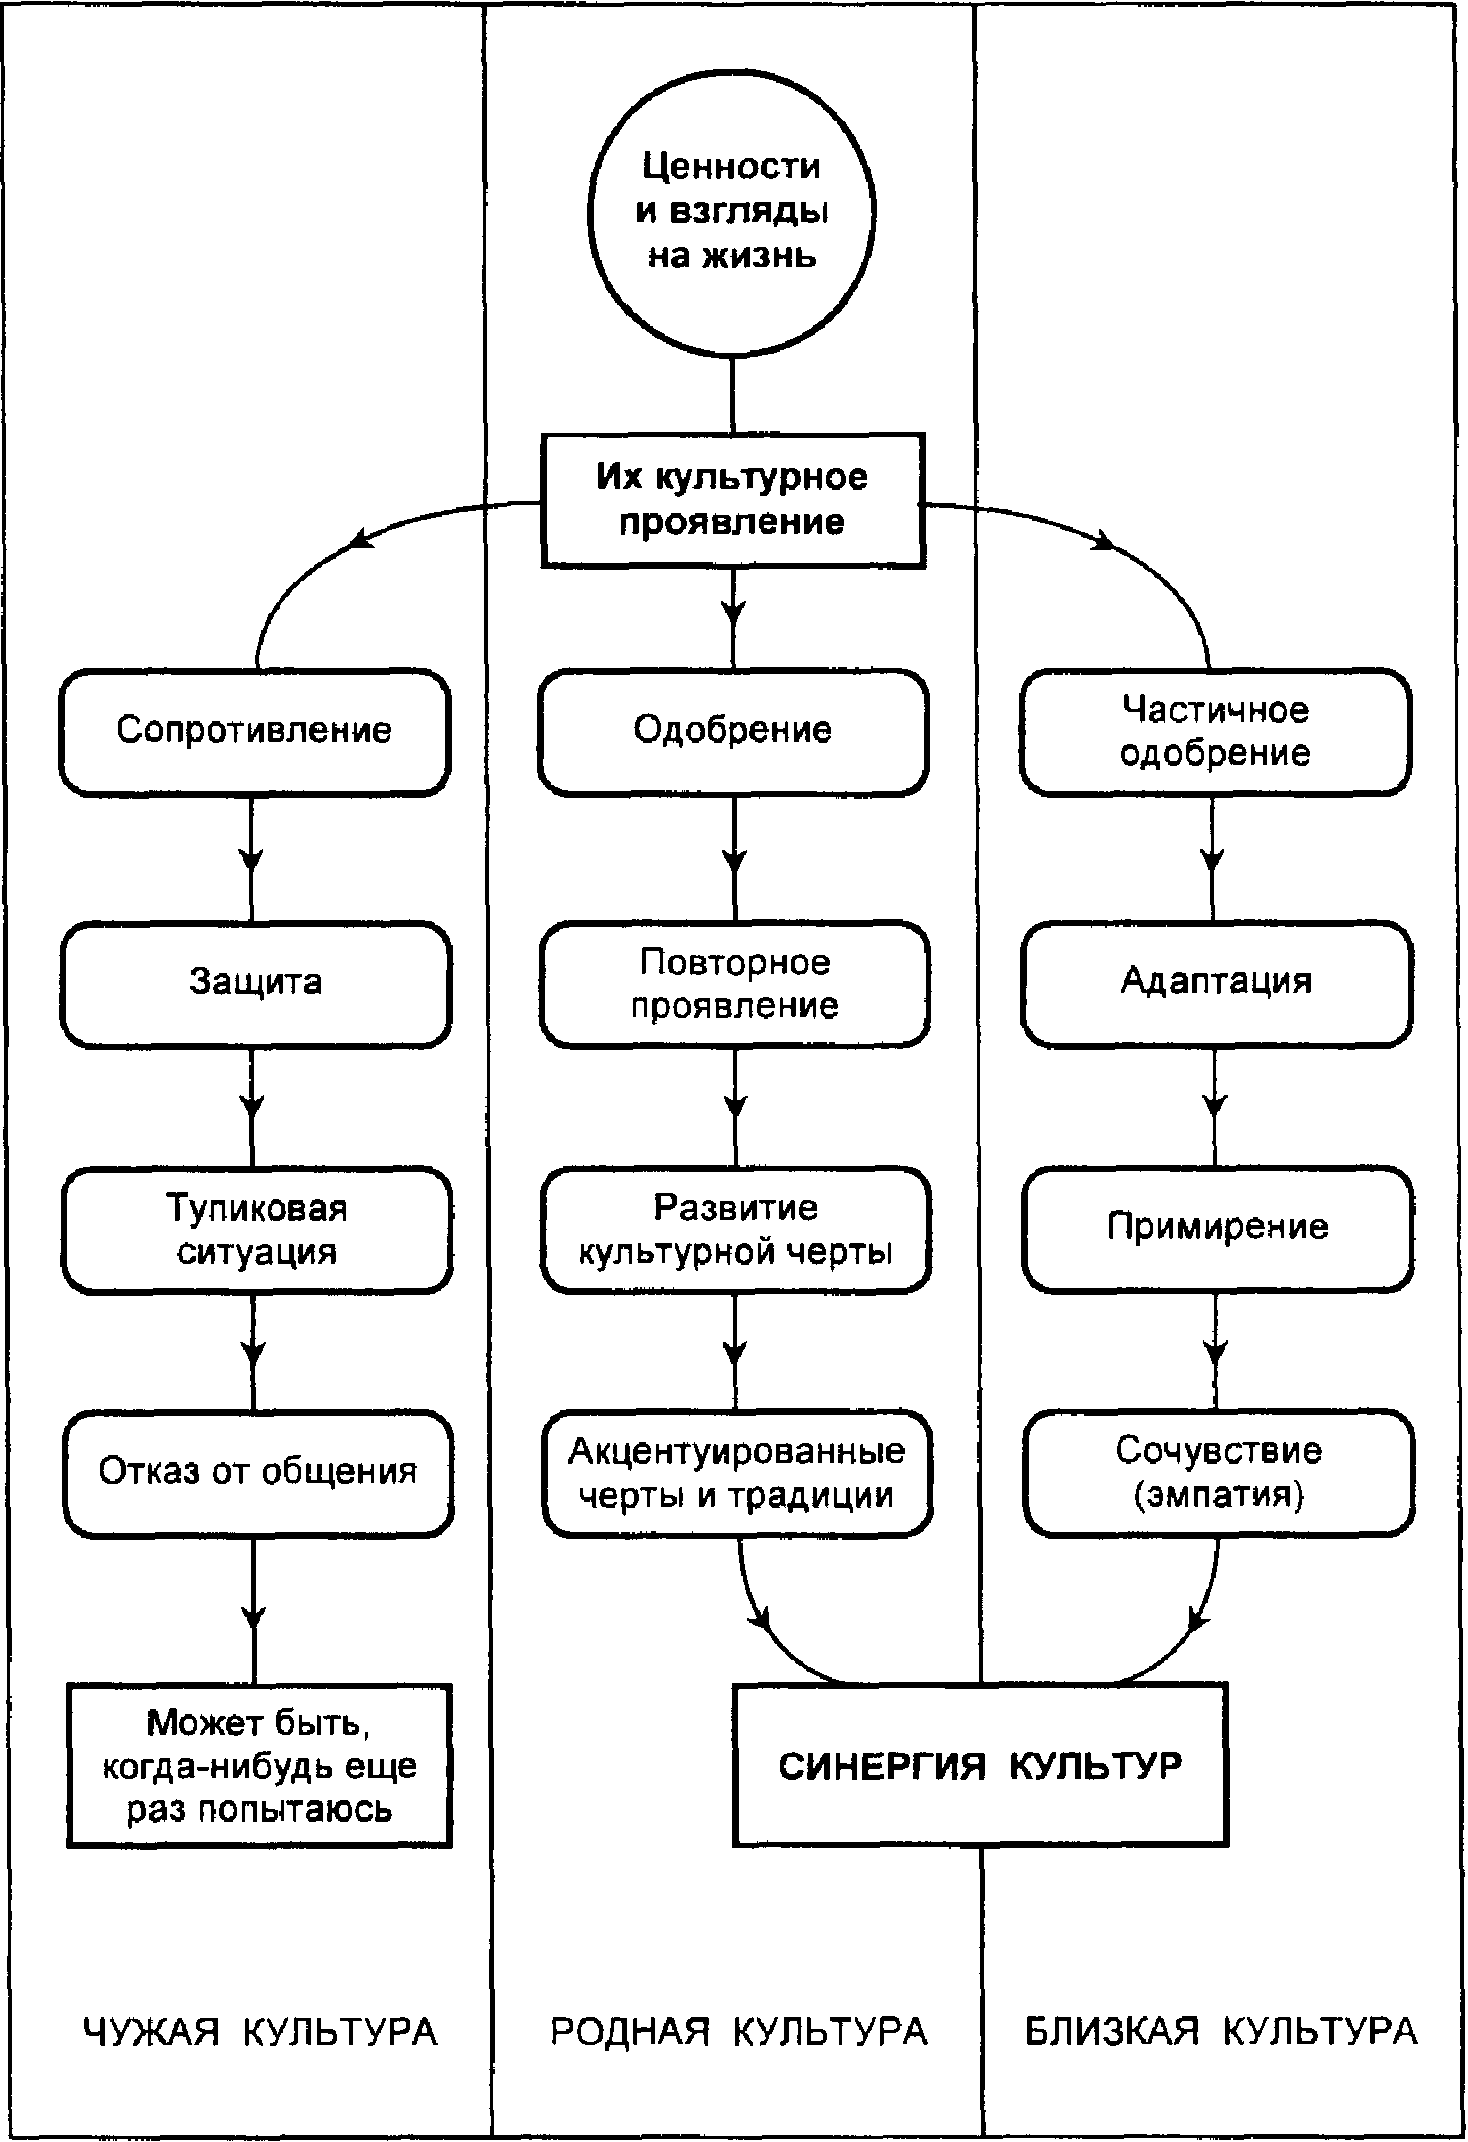 Ценности
и взгляды
на жизнь
Их культурное
проявление
Сопротивление
Защита
Тупиковая
ситуация
Отказ от общения
Может быть,
когда-нибудь еще
раз попытаюсь
ЧУЖАЯ КУЛЬТУРА
Одобрение
Повторное
проявление
Развитие
культурной черты
Акцентуированные
черты и традиции
СИНЕРГИЯ КУЛЬТУР
РОДНАЯ КУЛЬТУРА
Частичное
одобрение
Адаптация
Примирение
Сочувствие
(эмпатия)
БЛИЗКАЯ КУЛЬТУРА